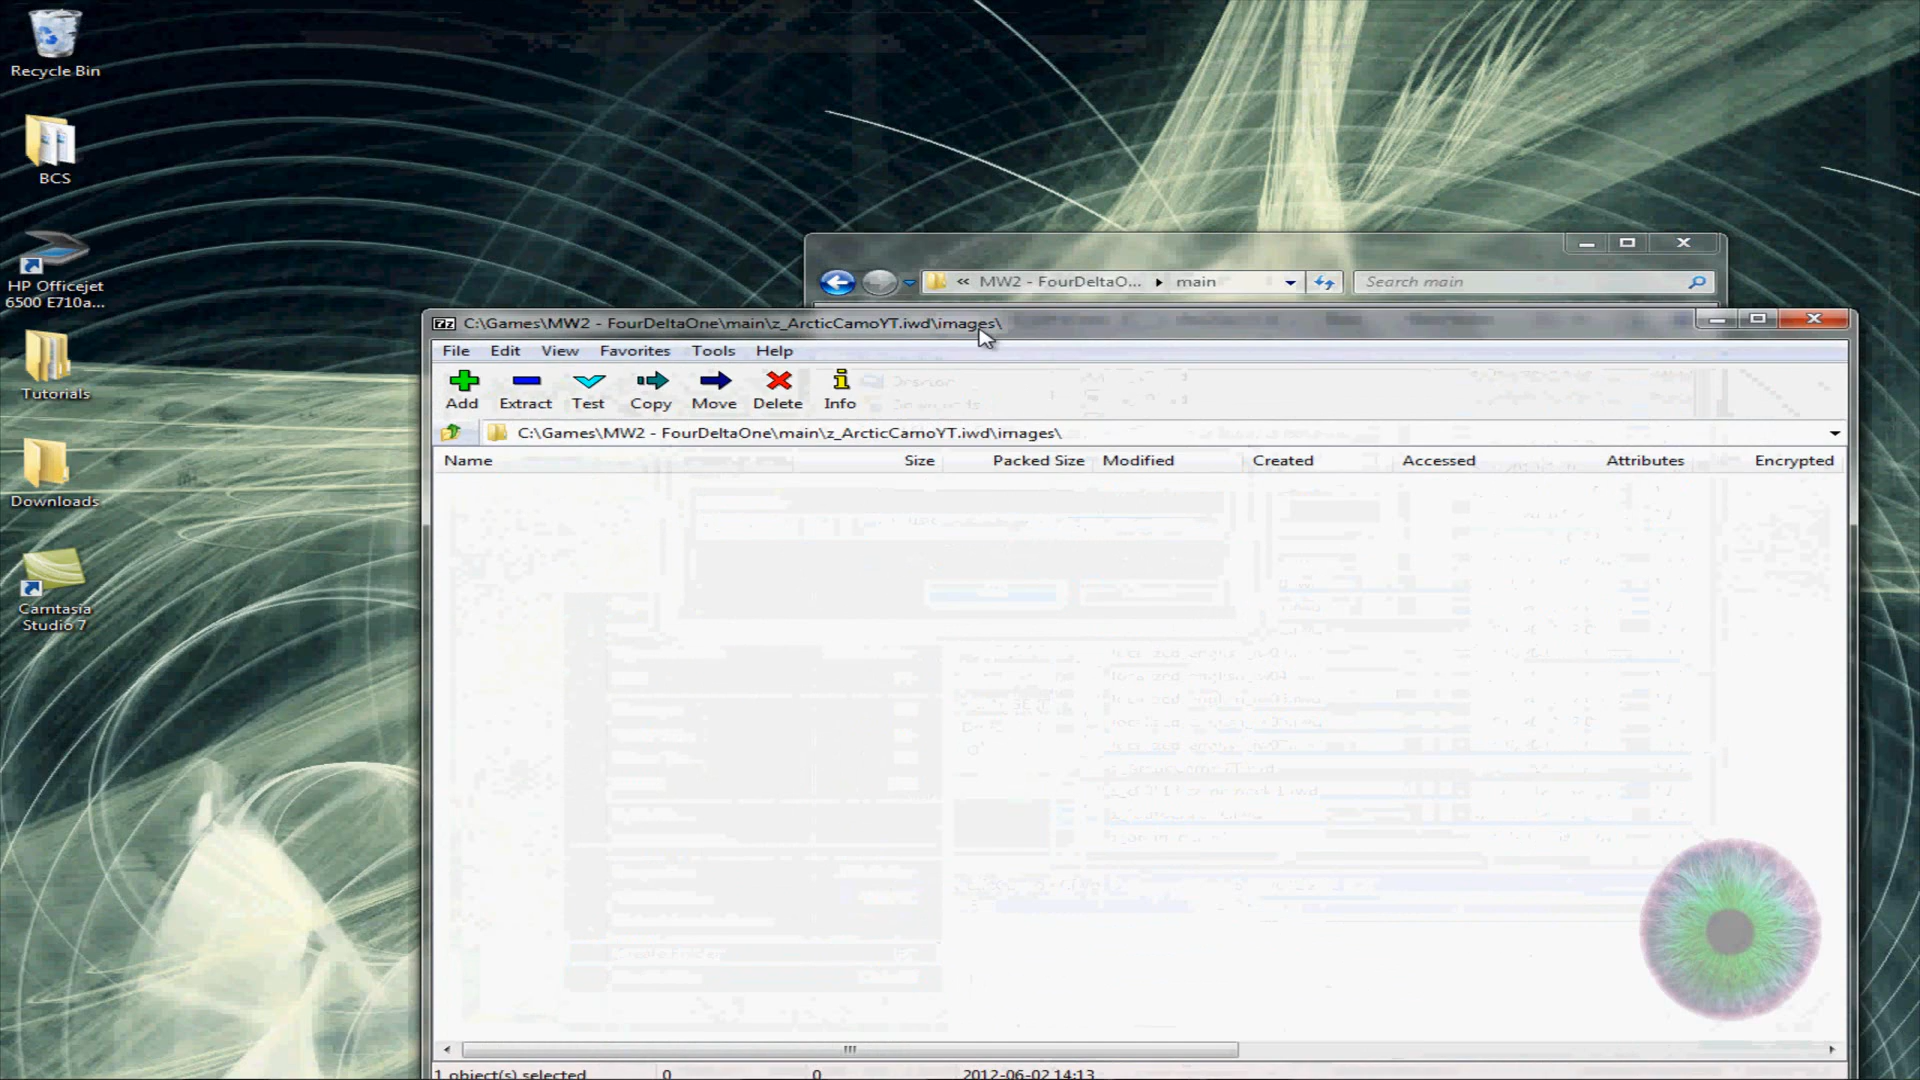 Recycle Bin
BCS
HP Officejet
6500 E710a...
Tutorials
Downloads
Camtasia
Studio 7
« MW2 - FourDeltaO... main
Search main
7z C:\Games\MW2 - FourDeltaOne\main\z_ArcticCamoYT.iwd\images\
File Edit View Favorites Tools Help
Add Extract Test Copy Move Delete Info
C:\Games\MW2 - FourDeltaOne\main\z_ArcticCamoYT.iwd\images\
Name Size Packed Size Modified Created Accessed Attributes Encrypted
Create Folder
1 object(s) selected 0 0 2012-06-02 14:13